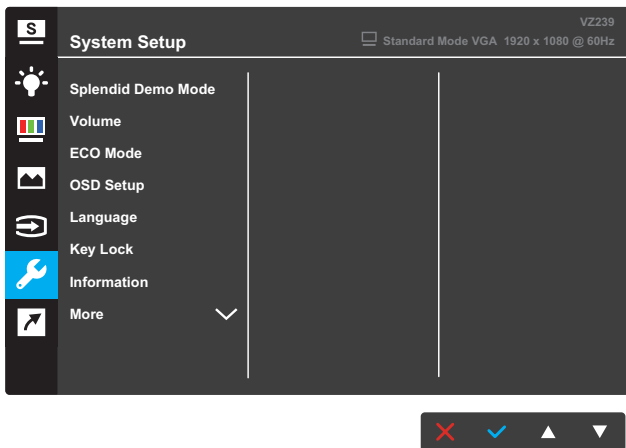 S
VZ239
System Setup
Standard Mode VGA 1920 x 1080 @ 60Hz
Splendid Demo Mode
Volume
ECO Mode
OSD Setup
Language
Key Lock
Information
More